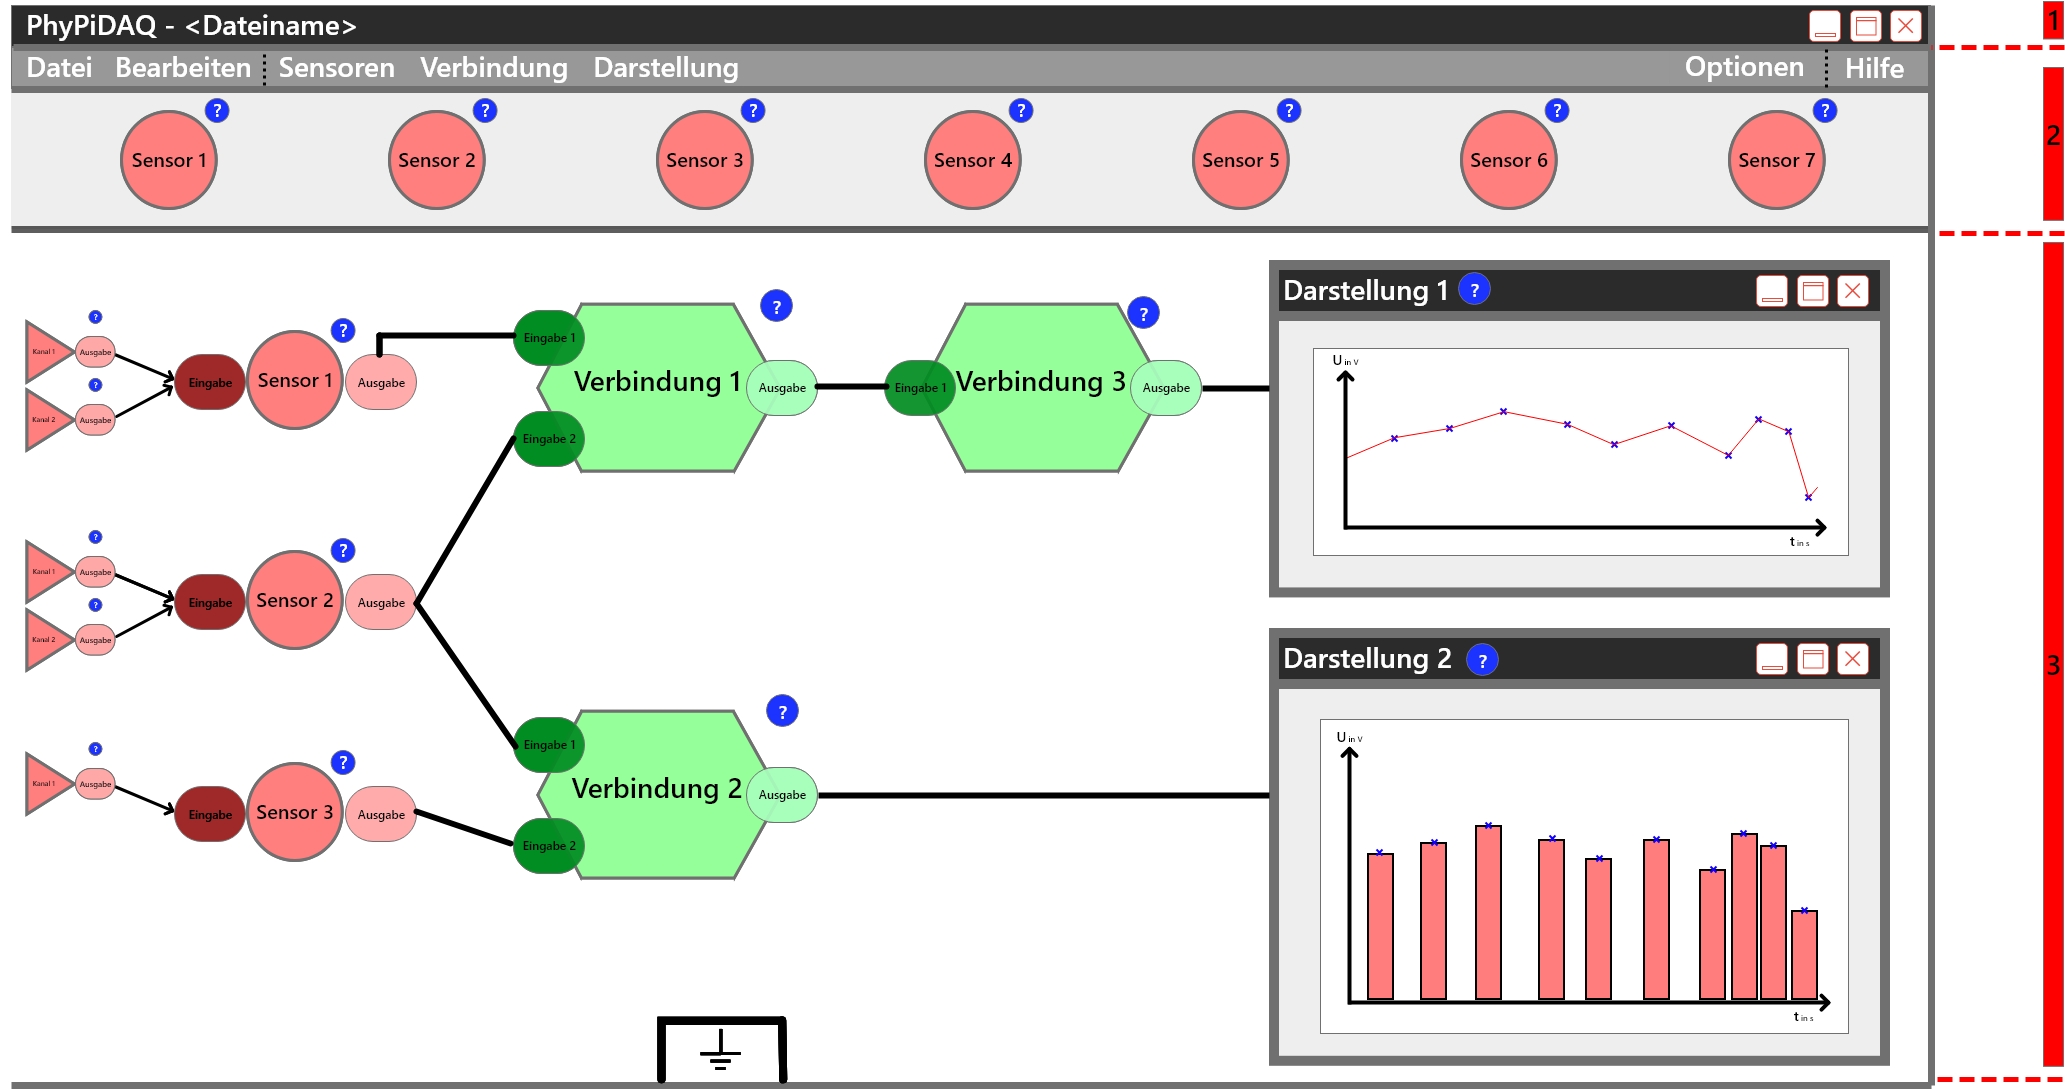 PhyPiDAQ - <Dateiname>
1
Datei Bearbeiten Sensoren Verbindung Darstellung Optionen Hilfe
? ? ? ? ? ? ?
Sensor 1 Sensor 2 Sensor 3 Sensor 4 Sensor 5 Sensor 6 Sensor 7
2
Kanal 1
Ausgabe
?
Kanal 2
Ausgabe
?
Eingabe
Sensor 1
?
Ausgabe
Eingabe 1
Eingabe 2
Verbindung 1
?
Ausgabe
Eingabe 1
Verbindung 3
?
Ausgabe
Darstellung 1 ?
U in V
t in s
Kanal 1
Ausgabe
?
Kanal 2
Ausgabe
?
Eingabe
Sensor 2
?
Ausgabe
Kanal 1
Ausgabe
?
Eingabe
Sensor 3
?
Ausgabe
Eingabe 1
Eingabe 2
Verbindung 2
?
Ausgabe
Darstellung 2 ?
U in V
t in s
3